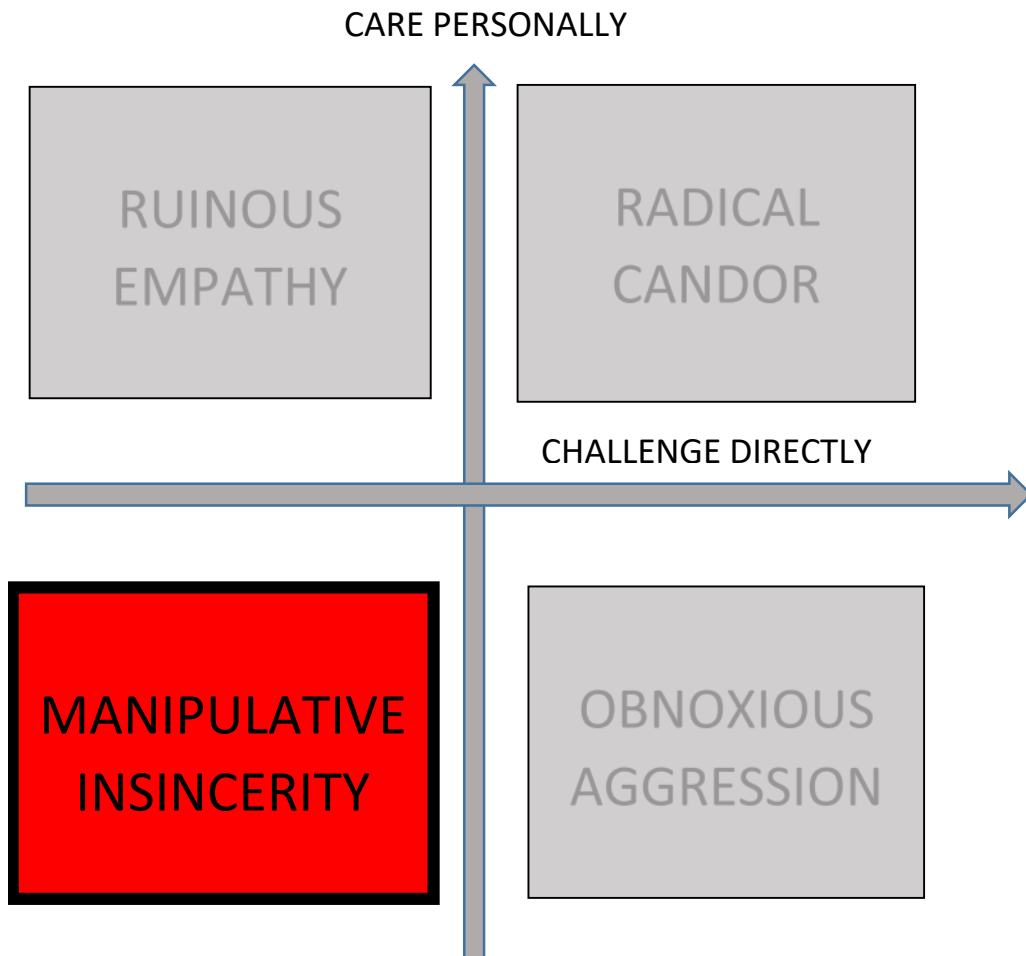 CARE PERSONALLY
RUINOUS
EMPATHY
RADICAL
CANDOR
CHALLENGE DIRECTLY
MANIPULATIVE
INSINCERITY
OBNOXIOUS
AGGRESSION